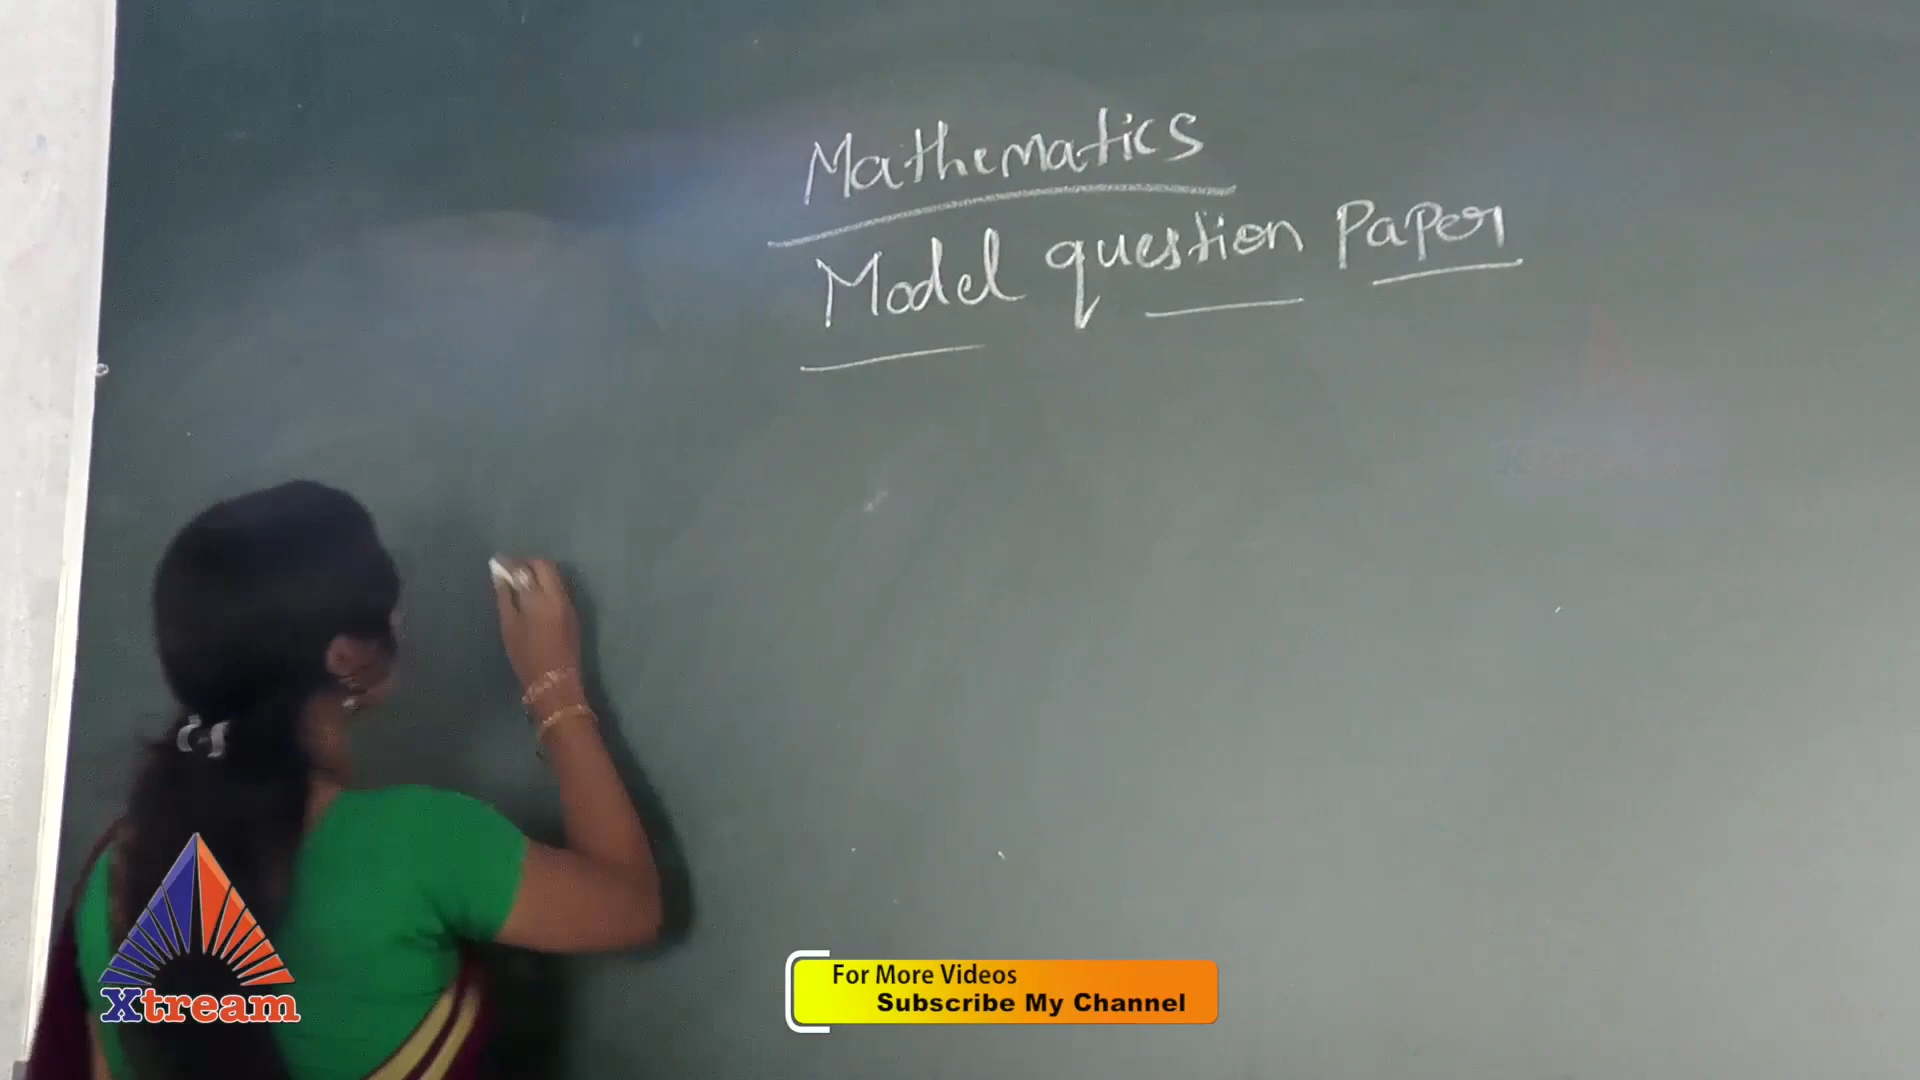 Mathematics
Model question Paper
Xtream
For More Videos
Subscribe My Channel